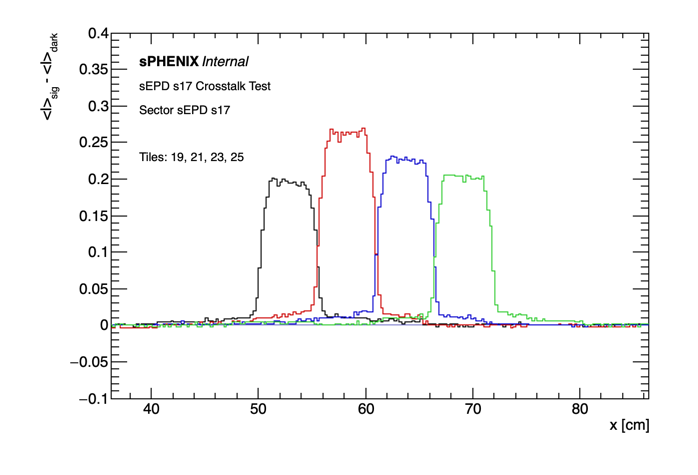 <I>sig - <I>dark
0.4
0.35
0.3
0.25
0.2
0.15
0.1
0.05
0
−0.05
−0.1
sPHENIX Internal
sEPD s17 Crosstalk Test
Sector sEPD s17
Tiles: 19, 21, 23, 25
40 50 60 70 80
x [cm]